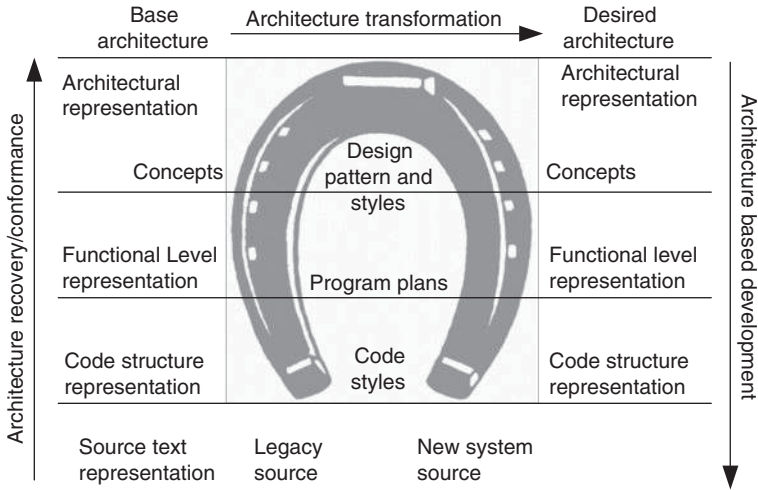 Base
architecture
Architecture transformation
Desired
architecture
Architectural
representation
Architectural
representation
Concepts
Design
pattern and
styles
Concepts
Functional Level
representation
Program plans
Functional level
representation
Code structure
representation
Code
styles
Code structure
representation
Source text
representation
Legacy
source
New system
source
Architecture recovery/conformance
Architecture based development